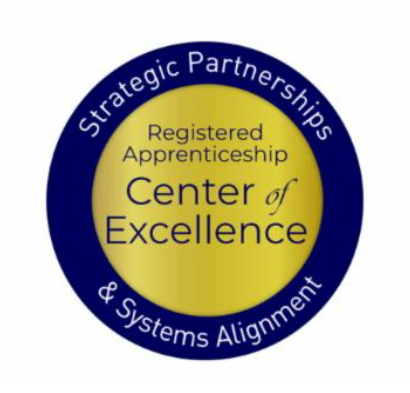 Strategic Partnerships
Registered
Apprenticeship
Center of
Excellence
& Systems Alignment